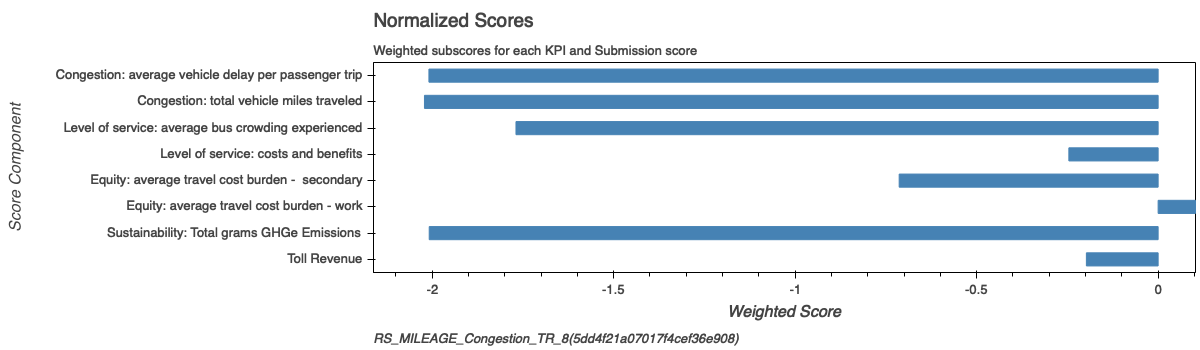 Normalized Scores
Weighted subscores for each KPI and Submission score
Score Component
Congestion: average vehicle delay per passenger trip
Congestion: total vehicle miles traveled
Level of service: average bus crowding experienced
Level of service: costs and benefits
Equity: average travel cost burden -  secondary
Equity: average travel cost burden - work
Sustainability: Total grams GHGe Emissions
Toll Revenue
-2
-1.5
-1
-0.5
0
Weighted Score
RS_MILEAGE_Congestion_TR_8(5dd4f21a07017f4cef36e908)